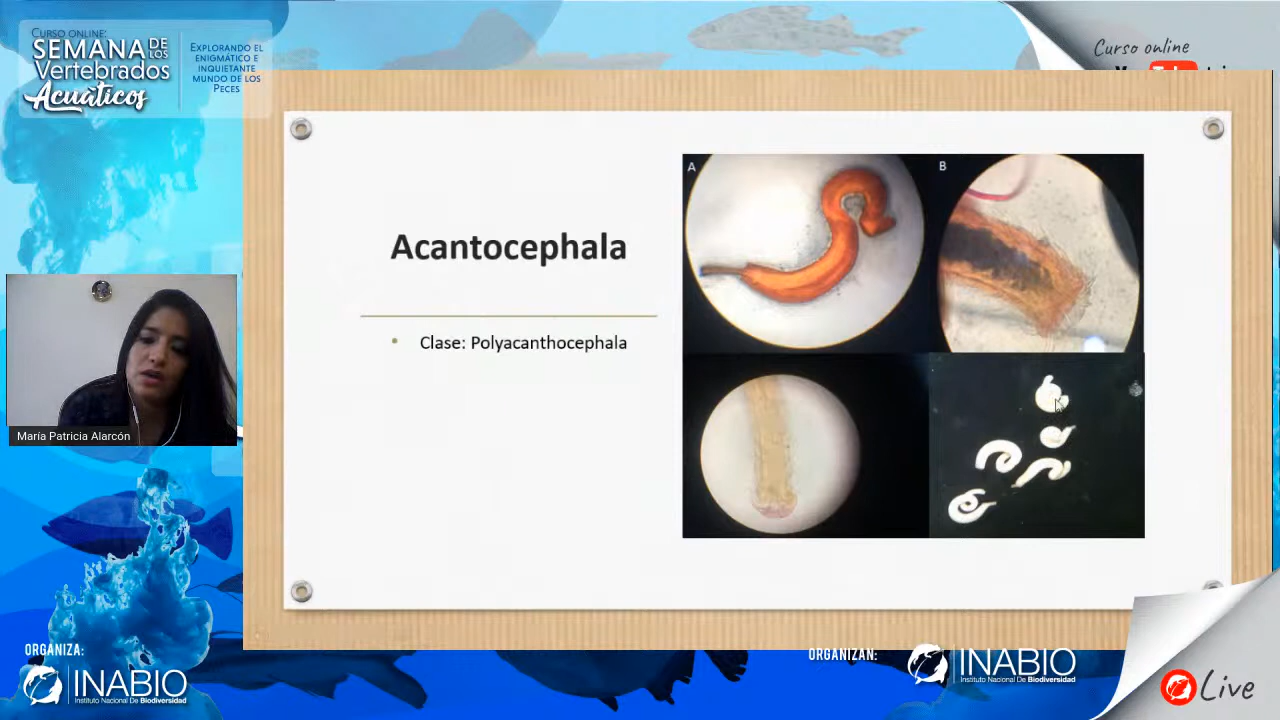 CURSO ONLINE:
SEMANA DE LOS
Vertebrados
Acuáticos
EXPLORANDO EL
ENIGMÁTICO E
INQUIETANTE
MUNDO DE LOS
PECES
Curso online
A
B
Acantocephala
• Clase: Polyacanthocephala
María Patricia Alarcón
ORGANIZA:
INABIO
Instituto Nacional De Biodiversidad
ORGANIZAN:
INABIO
Instituto Nacional De Biodiversidad
Live